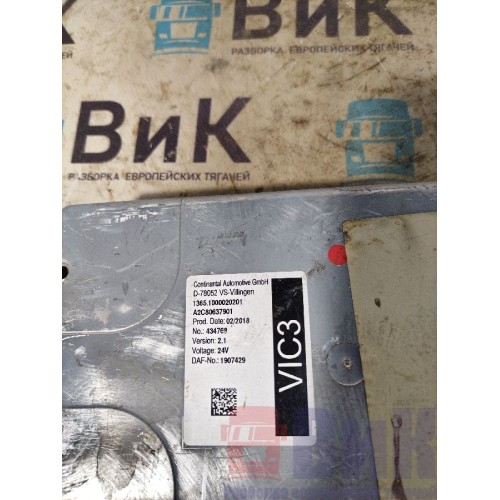 ВиК
РАЗБОРКА ЕВРОПЕЙСКИХ ТЯГАЧЕЙ
ВиК
РАЗБОРКА ЕВРОПЕЙСКИХ ТЯГАЧЕЙ
Continental Automotive GmbH
D-78052 VS-Villingen
1365.1000020201
A2C80637901
Prod. Date: 02/2018
No.: 434769
Version: 2.1
Voltage: 24V
DAF-No.: 1907429
VIC3
ВиК